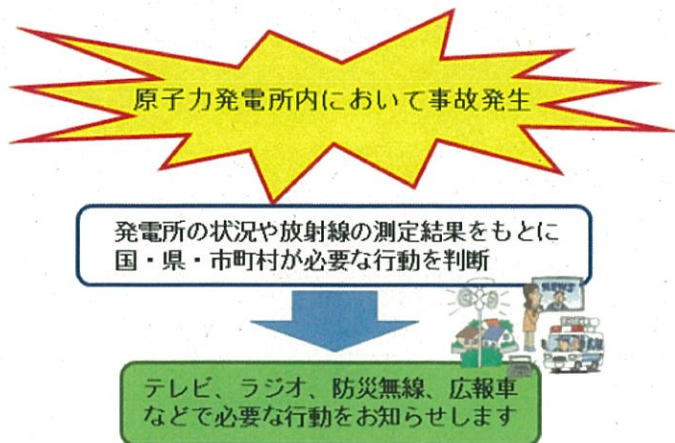 原子力発電所内において事故発生
発電所の状況や放射線の測定結果をもとに
国・県・市町村が必要な行動を判断
NEWS
テレビ、ラジオ、防災無線、広報車
などで必要な行動をお知らせします